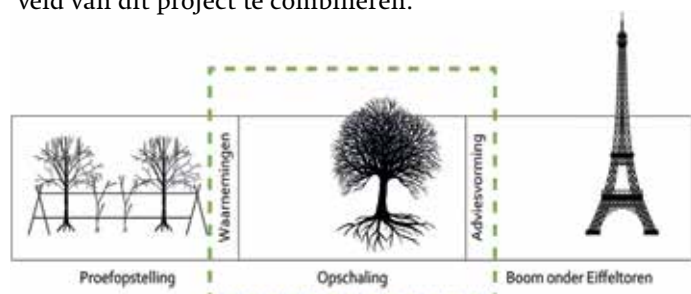 veld van dit project te combineren.
Waarnemingen
Adviesvorming
Proefopstelling
Opschaling
Boom onder Eiffeltoren